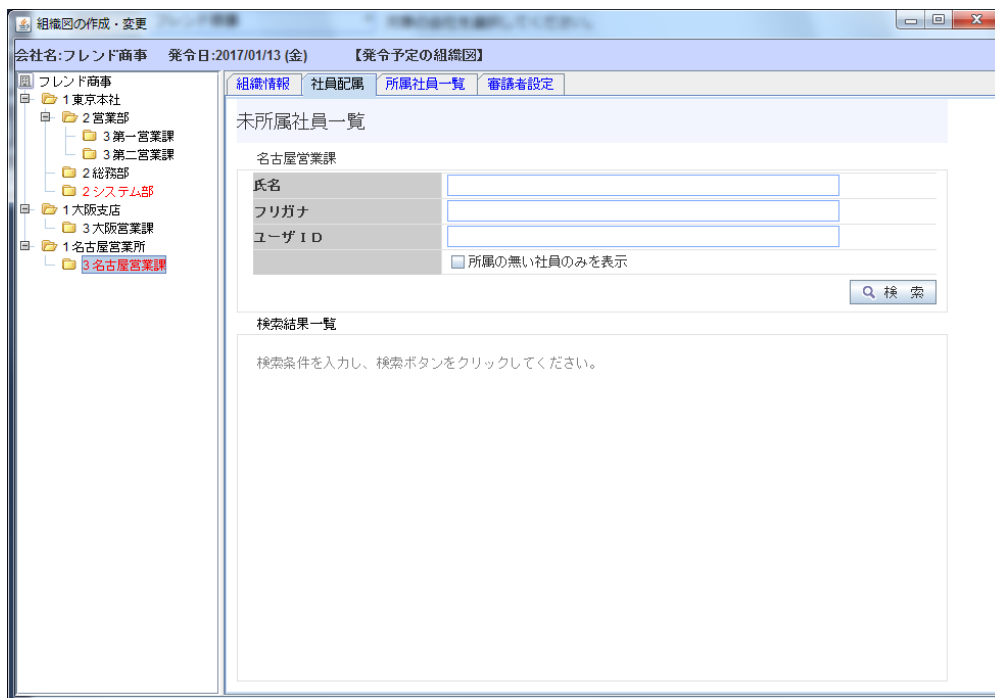 組織図の作成・変更
会社名:フレンド商事 発令日:2017/01/13 (金) 【発令予定の組織図】
フレンド商事
1東京本社
2営業部
3第一営業課
3第二営業課
2総務部
2システム部
1大阪支店
3大阪営業課
1名古屋営業所
3名古屋営業課
組織情報 社員配属 所属社員一覧 審議者設定
未所属社員一覧
名古屋営業課
氏名
フリガナ
ユーザID
所属の無い社員のみを表示
検 索
検索結果一覧
検索条件を入力し、検索ボタンをクリックしてください。